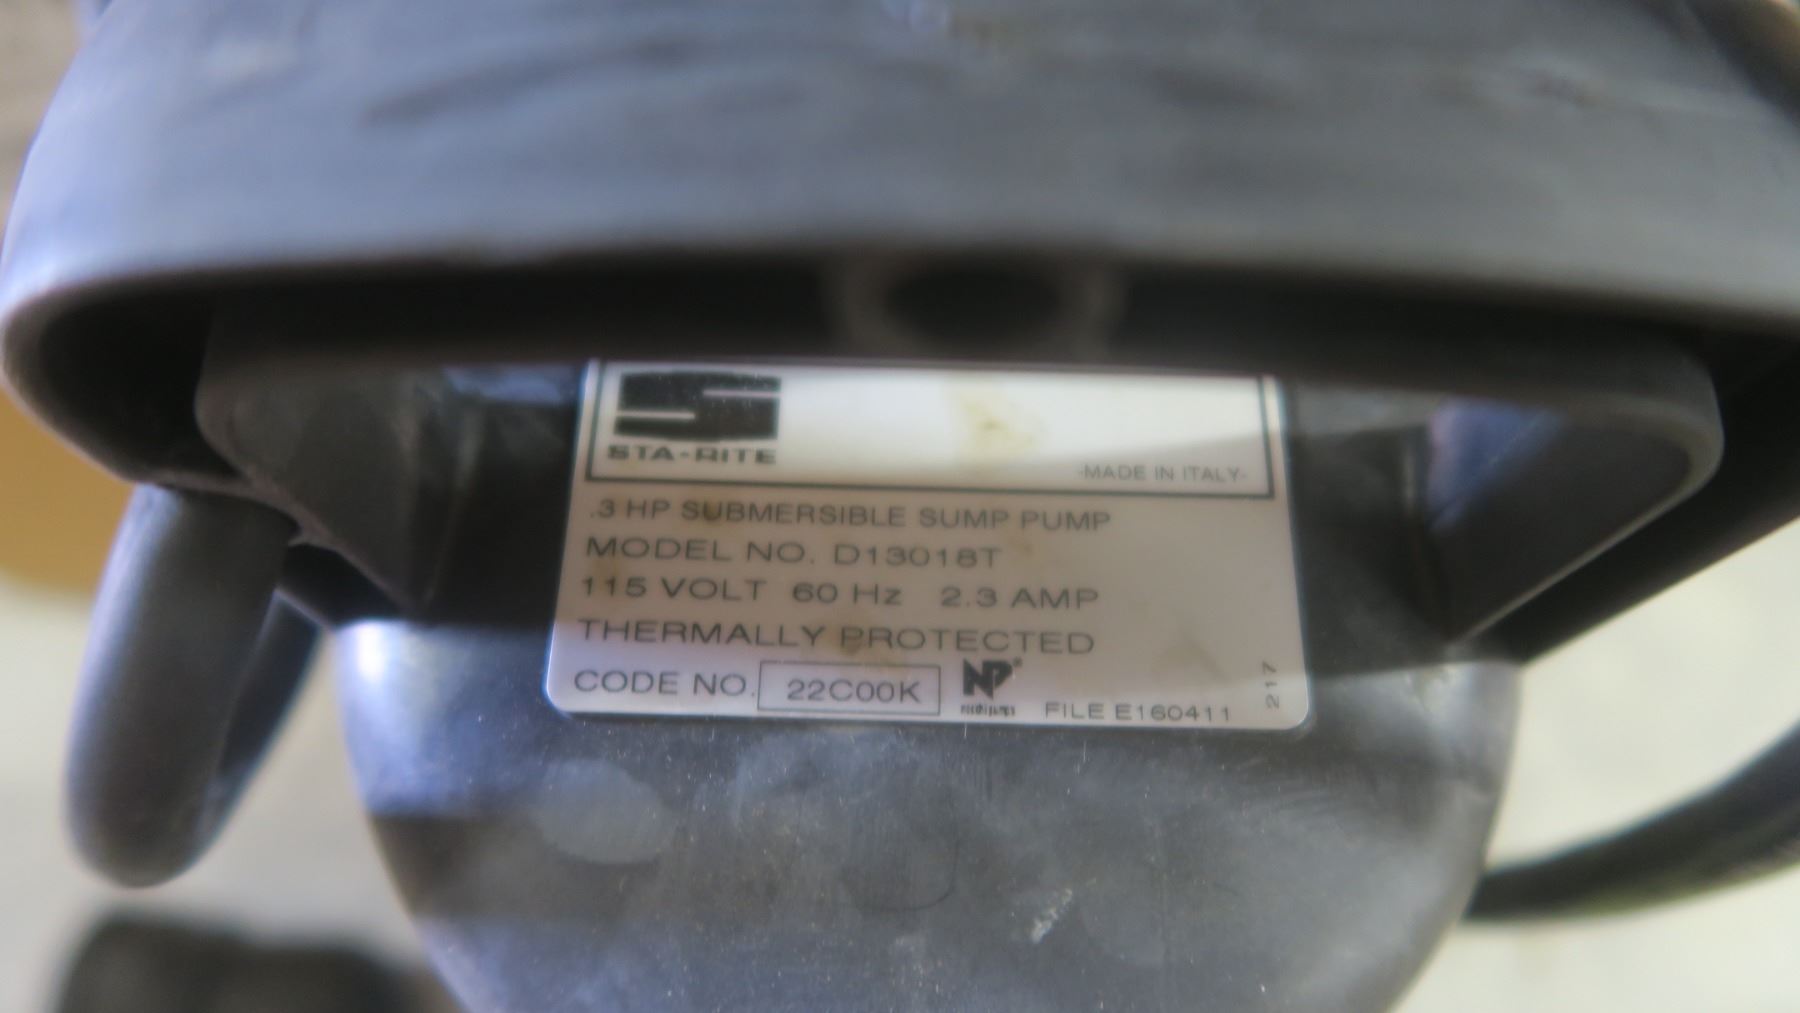 STA-RITE
-MADE IN ITALY-
.3 HP SUBMERSIBLE SUMP PUMP
MODEL NO. D13018T
115 VOLT 60 Hz 2.3 AMP
THERMALLY PROTECTED
CODE NO. 22C00K
FILE E160411
217